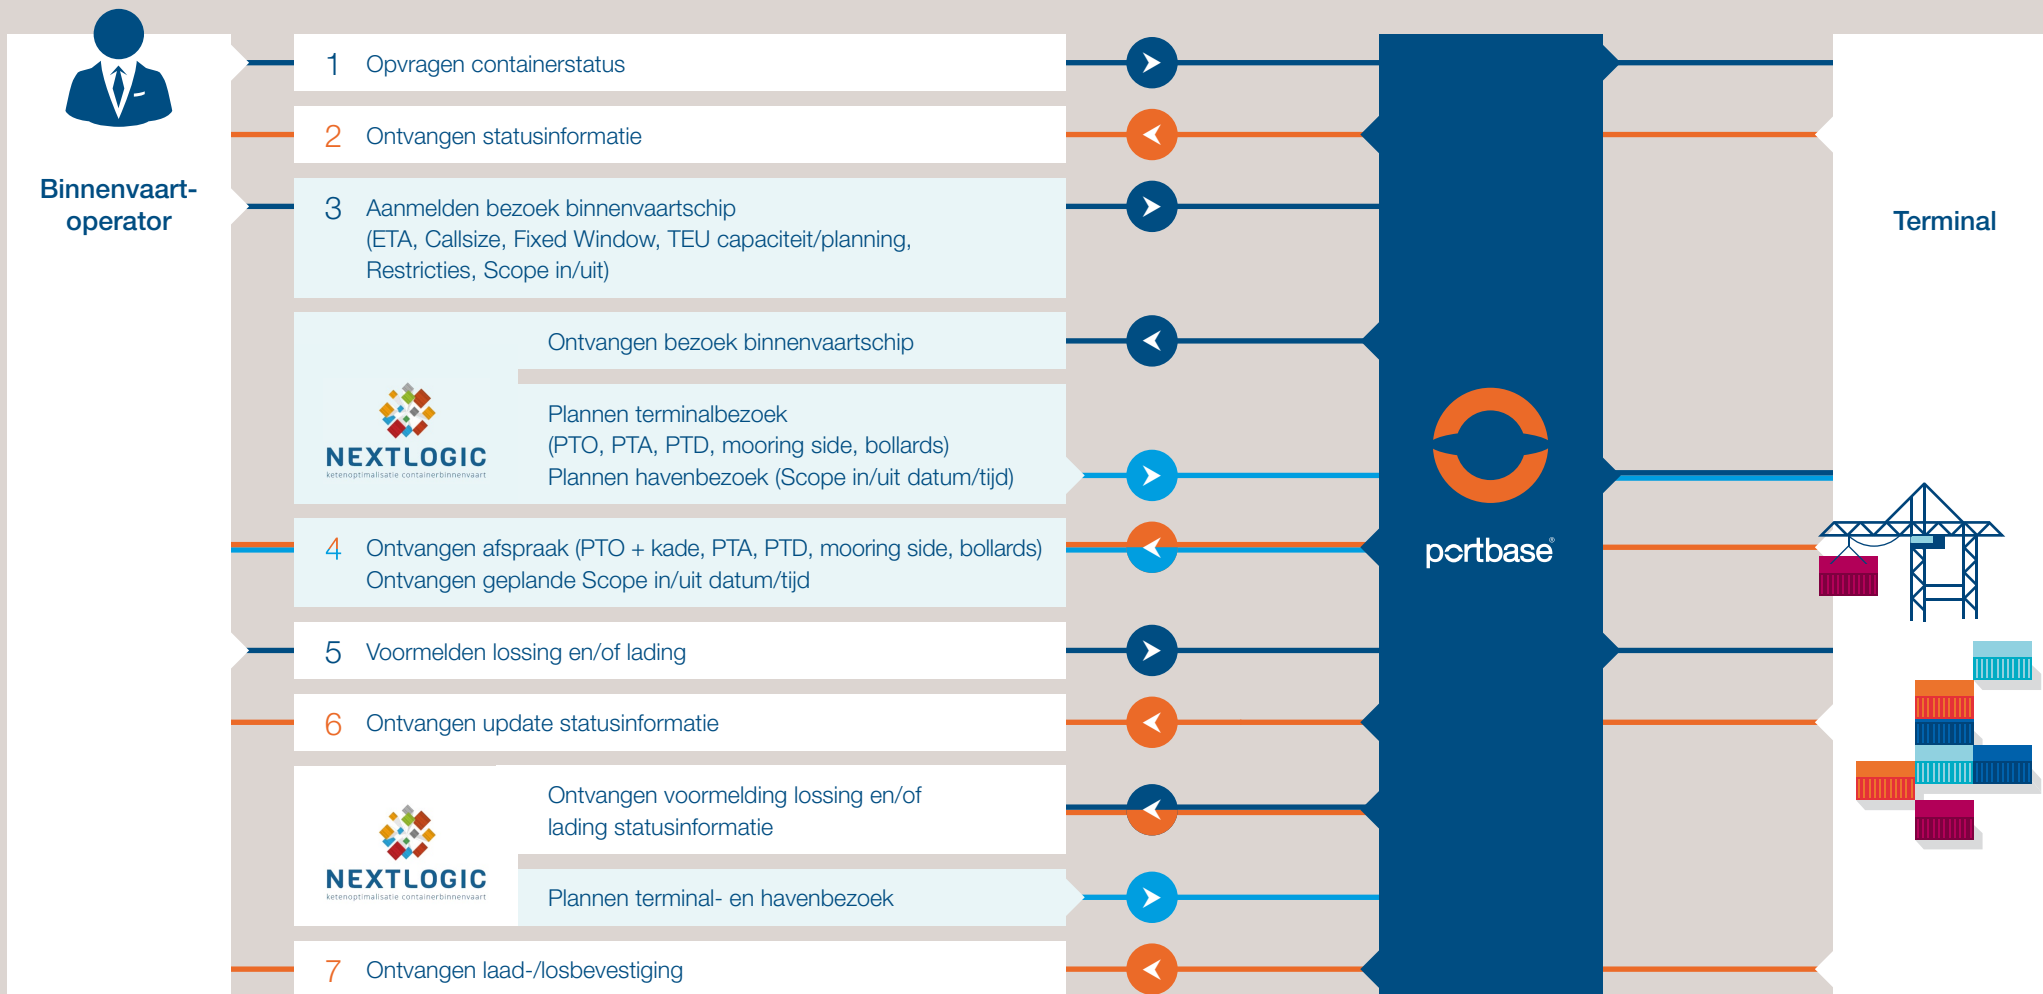 Binnenvaart-
operator
1 Opvragen containerstatus
2 Ontvangen statusinformatie
3 Aanmelden bezoek binnenvaartschip
(ETA, Callsize, Fixed Window, TEU capaciteit/planning,
Restricties, Scope in/uit)
NEXTLOGIC
ketenoptimalisatie containerbinnenvaart
Ontvangen bezoek binnenvaartschip
Plannen terminalbezoek
(PTO, PTA, PTD, mooring side, bollards)
Plannen havenbezoek (Scope in/uit datum/tijd)
4 Ontvangen afspraak (PTO + kade, PTA, PTD, mooring side, bollards)
Ontvangen geplande Scope in/uit datum/tijd
5 Voormelden lossing en/of lading
6 Ontvangen update statusinformatie
NEXTLOGIC
ketenoptimalisatie containerbinnenvaart
Ontvangen voormelding lossing en/of
lading statusinformatie
Plannen terminal- en havenbezoek
7 Ontvangen laad-/losbevestiging
portbase®
Terminal